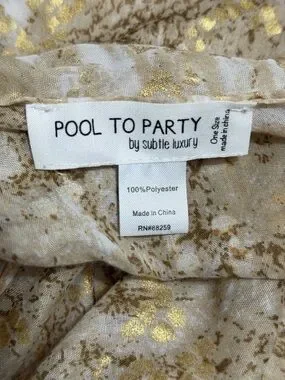 POOL TO PARTY
by subtle luxury
One Size
made in china
100%Polyester
Made in China
RN#68259